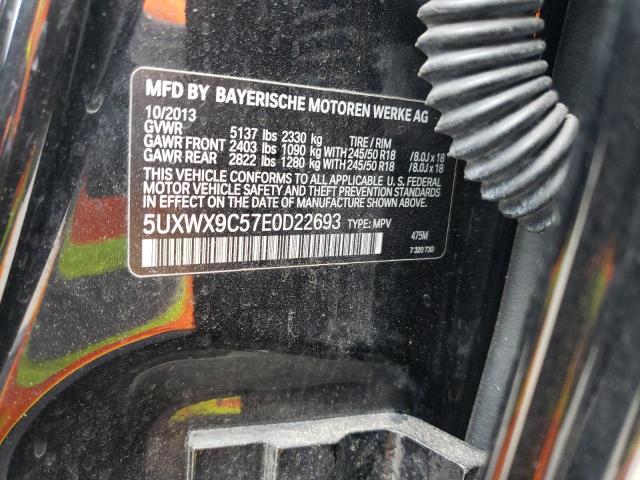 MFD BY BAYERISCHE MOTOREN WERKE AG
10/2013
GVWR 5137 lbs 2330 kg TIRE / RIM
GAWR FRONT 2403 lbs 1090 kg WITH 245/50 R18 / 8.0J x 18
GAWR REAR 2822 lbs 1280 kg WITH 245/50 R18 / 8.0J x 18
THIS VEHICLE CONFORMS TO ALL APPLICABLE U. S. FEDERAL
MOTOR VEHICLE SAFETY AND THEFT PREVENTION STANDARDS
IN EFFECT ON THE DATE OF MANUFACTURE SHOWN ABOVE.
5UXWX9C57E0D22693 TYPE: MPV
475M
7 320 730